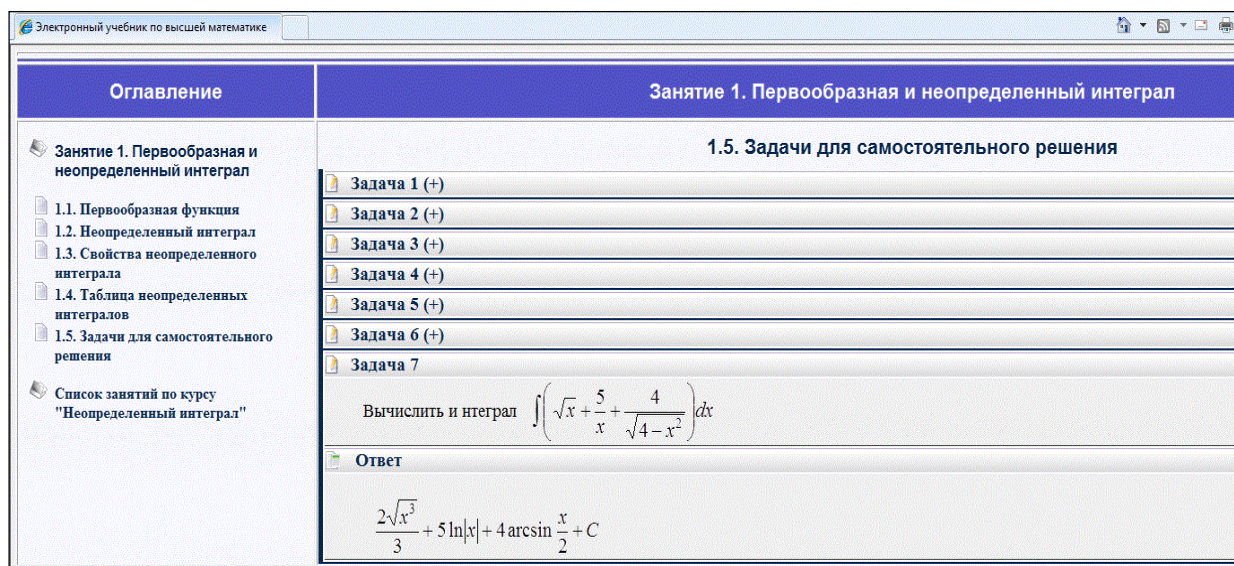 Электронный учебник по высшей математике
Оглавление
Занятие 1. Первообразная и неопределенный интеграл
Занятие 1. Первообразная и
неопределенный интеграл
1.1. Первообразная функция
1.2. Неопределенный интеграл
1.3. Свойства неопределенного
интеграла
1.4. Таблица неопределенных
интегралов
1.5. Задачи для самостоятельного
решения
Список занятий по курсу
"Неопределенный интеграл"
1.5. Задачи для самостоятельного решения
Задача 1 (+)
Задача 2 (+)
Задача 3 (+)
Задача 4 (+)
Задача 5 (+)
Задача 6 (+)
Задача 7
Вычислить и нтеграл ∫(√x + 5/x + 4/√(4 − x²))dx
Ответ
2√(x³)/3 + 5 ln|x| + 4 arcsin x/2 + C